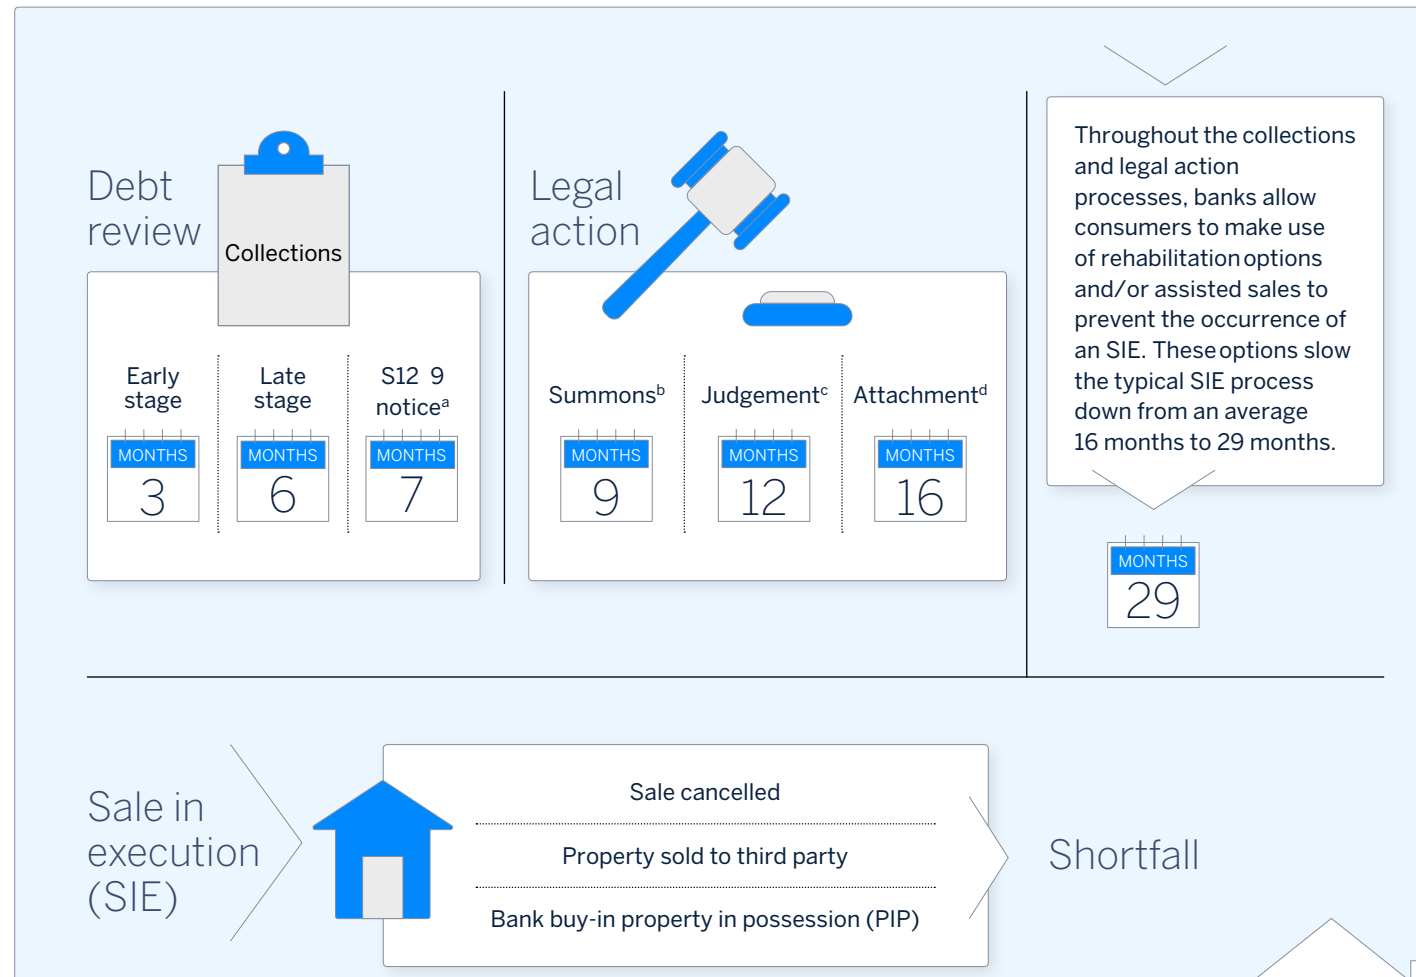 Debt
review
Collections
Early
stage
MONTHS
3
Late
stage
MONTHS
6
S12 9
noticeᵃ
MONTHS
7
Legal
action
Summonsᵇ
MONTHS
9
Judgementᶜ
MONTHS
12
Attachmentᵈ
MONTHS
16
Throughout the collections
and legal action
processes, banks allow
consumers to make use
of rehabilitation options
and/or assisted sales to
prevent the occurrence of
an SIE. These options slow
the typical SIE process
down from an average
16 months to 29 months.
MONTHS
29
Sale in
execution
(SIE)
Sale cancelled
Property sold to third party
Bank buy-in property in possession (PIP)
Shortfall